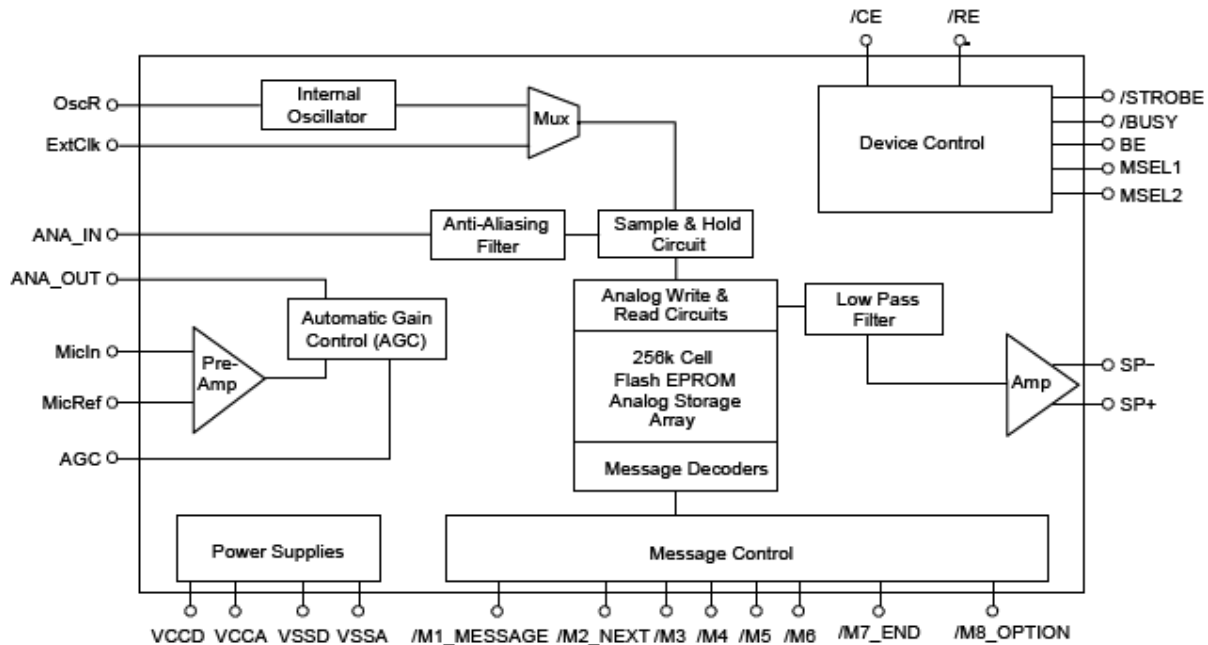 /CE
/RE
OscR
Internal
Oscillator
Mux
ExtClk
Device Control
/STROBE
/BUSY
BE
MSEL1
MSEL2
ANA_IN
Anti-Aliasing
Filter
Sample & Hold
Circuit
ANA_OUT
Automatic Gain
Control (AGC)
Analog Write &
Read Circuits
Low Pass
Filter
MicIn
MicRef
Pre-
Amp
256k Cell
Flash EPROM
Analog Storage
Array
Amp
SP–
SP+
AGC
Message Decoders
Power Supplies
Message Control
VCCD
VCCA
VSSD
VSSA
/M1_MESSAGE
/M2_NEXT
/M3
/M4
/M5
/M6
/M7_END
/M8_OPTION